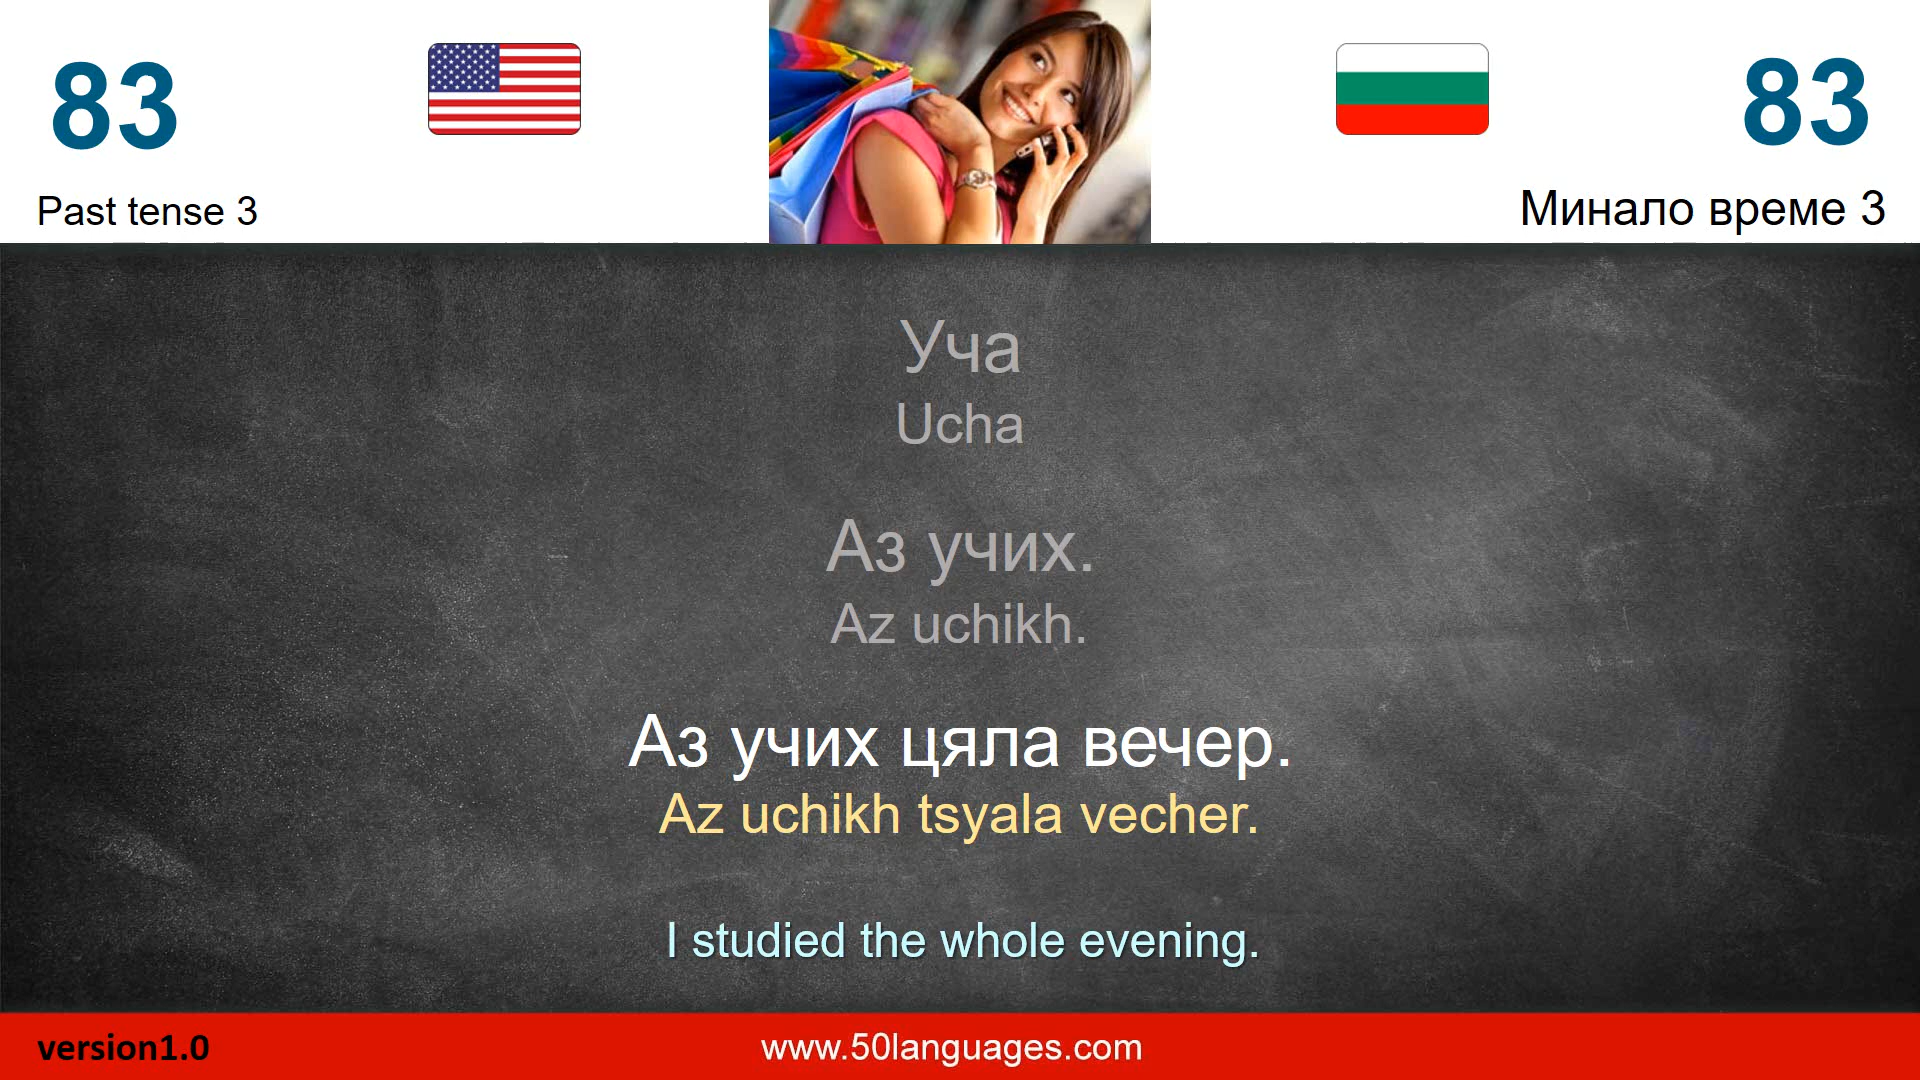 83
83
Past tense 3
Минало време 3
Уча
Ucha
Аз учих.
Az uchikh.
Аз учих цяла вечер.
Az uchikh tsyala vecher.
I studied the whole evening.
version1.0
www.50languages.com